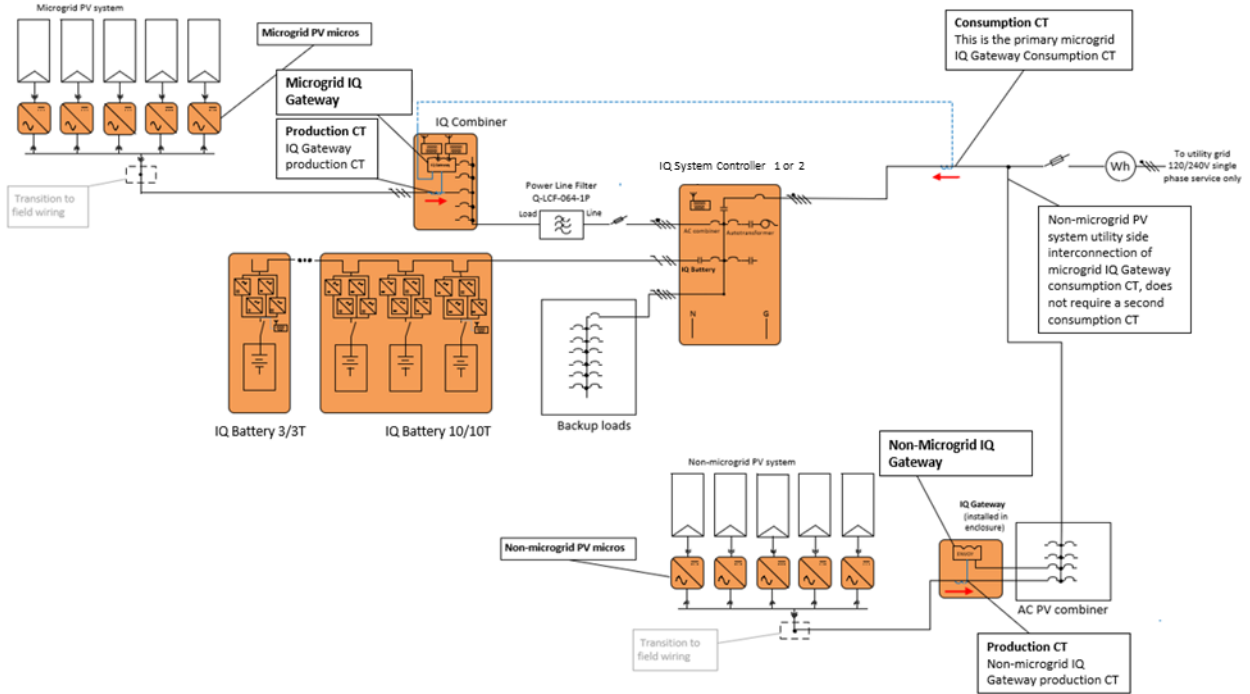 Microgrid PV system
Microgrid PV micros
Microgrid IQ
Gateway
Production CT
IQ Gateway
production CT
IQ Combiner
Transition to
field wiring
Power Line Filter
Q-LCF-064-1P
Load
Line
IQ System Controller 1 or 2
AC combiner
Autotransformer
IQ Battery
N
G
Consumption CT
This is the primary microgrid
IQ Gateway Consumption CT
Wh
To utility grid
120/240V single
phase service only
Non-microgrid PV
system utility side
interconnection of
microgrid IQ Gateway
consumption CT, does
not require a second
consumption CT
IQ Battery 3/3T
IQ Battery 10/10T
Backup loads
Non-microgrid PV system
Non-microgrid PV micros
Non-Microgrid IQ
Gateway
IQ Gateway
(installed in
enclosure)
ENVOY
AC PV combiner
Transition to
field wiring
Production CT
Non-microgrid IQ
Gateway production CT